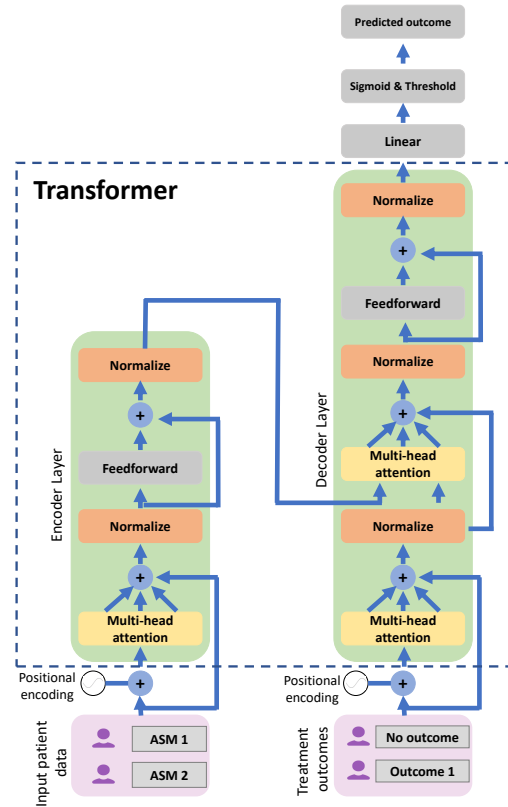 Predicted outcome
Sigmoid & Threshold
Linear
Transformer
Normalize
+
Feedforward
Normalize
+
Multi-head
attention
Normalize
+
Multi-head
attention
Decoder Layer
Normalize
+
Feedforward
Normalize
+
Multi-head
attention
Encoder Layer
Positional
encoding
+
Positional
encoding
+
Input patient
data
ASM 1
ASM 2
Treatment
outcomes
No outcome
Outcome 1